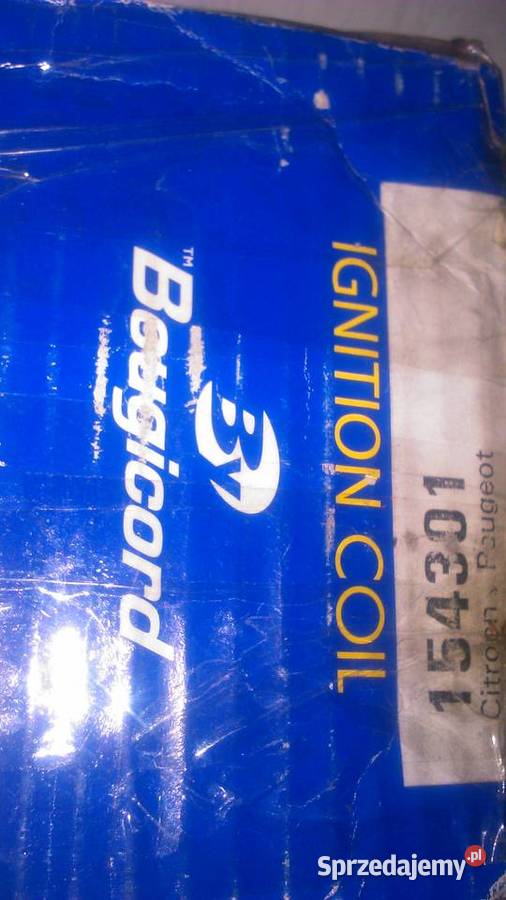 ™
Bougicord
B
IGNITION COIL
154301
Citroen, Peugeot
Sprzedajemy.pl